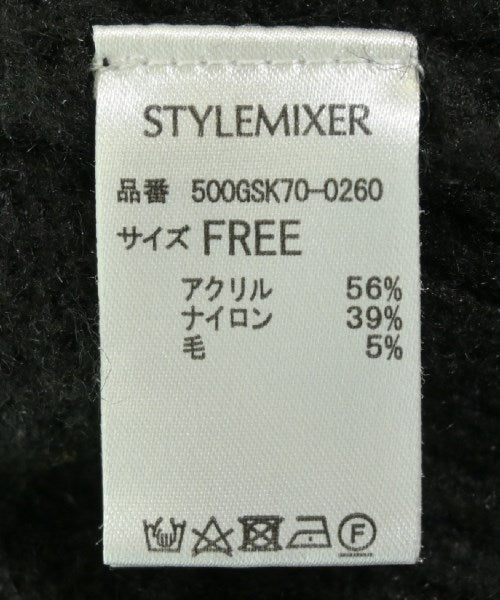 STYLEMIXER
品番 500GSK70-0260
サイズ FREE
アクリル 56%
ナイロン 39%
毛 5%
F